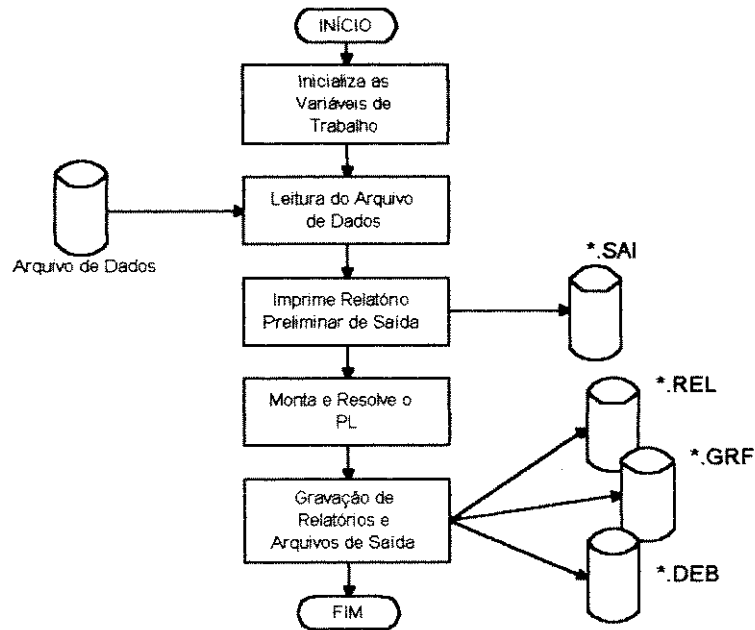 INÍCIO
Inicializa as
Variáveis de
Trabalho
Leitura do Arquivo
de Dados
Arquivo de Dados
*.SAI
Imprime Relatório
Preliminar de Saída
*.REL
Monta e Resolve o
PL
*.GRF
Gravação de
Relatórios e
Arquivos de Saída
*.DEB
FIM